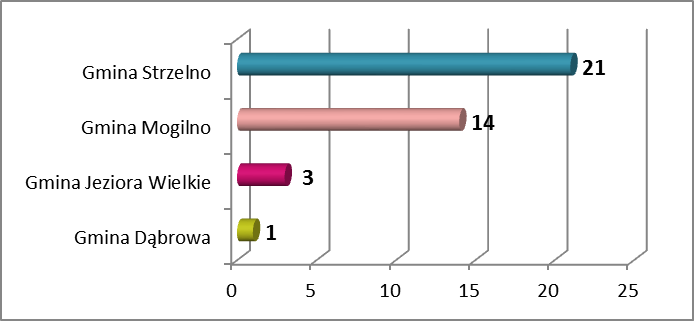 Gmina Strzelno 21
Gmina Mogilno 14
Gmina Jeziora Wielkie 3
Gmina Dąbrowa 1
0 5 10 15 20 25